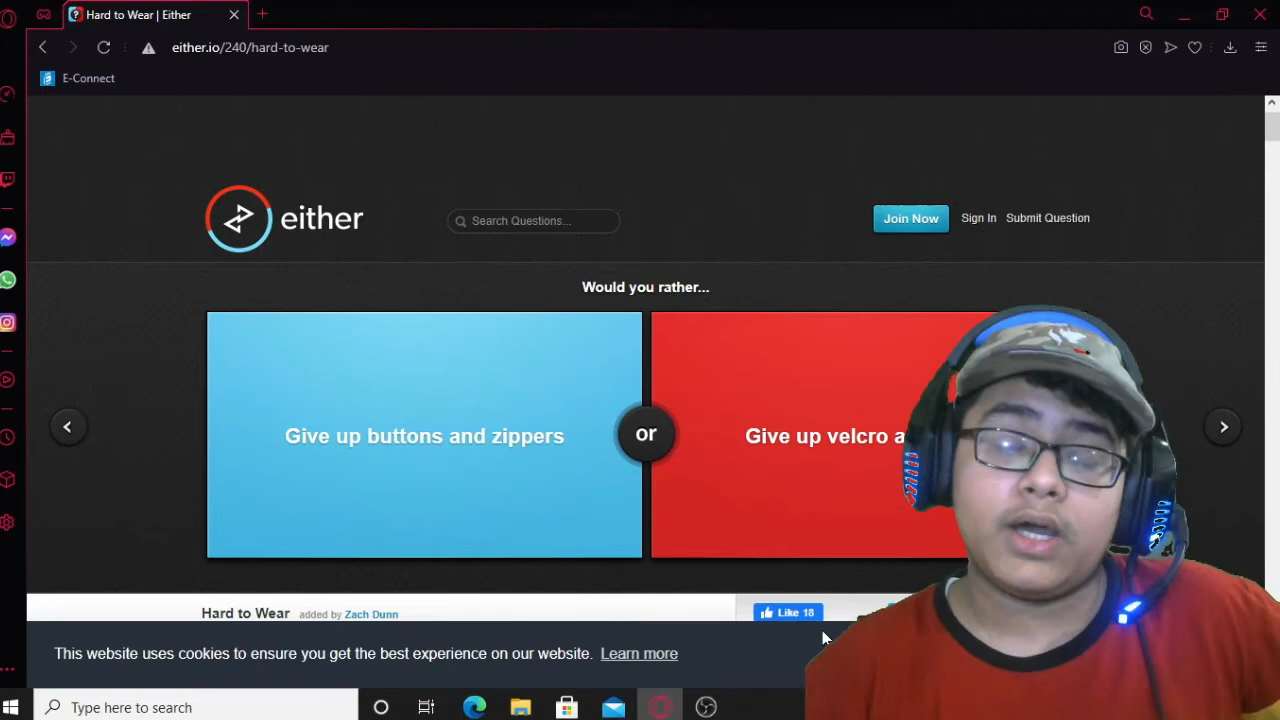 Hard to Wear | Either
either.io/240/hard-to-wear
E-Connect
either
Search Questions...
Join Now
Sign In
Submit Question
Would you rather...
Give up buttons and zippers
or
Give up velcro a
Hard to Wear added by Zach Dunn
Like 18
This website uses cookies to ensure you get the best experience on our website. Learn more
Type here to search